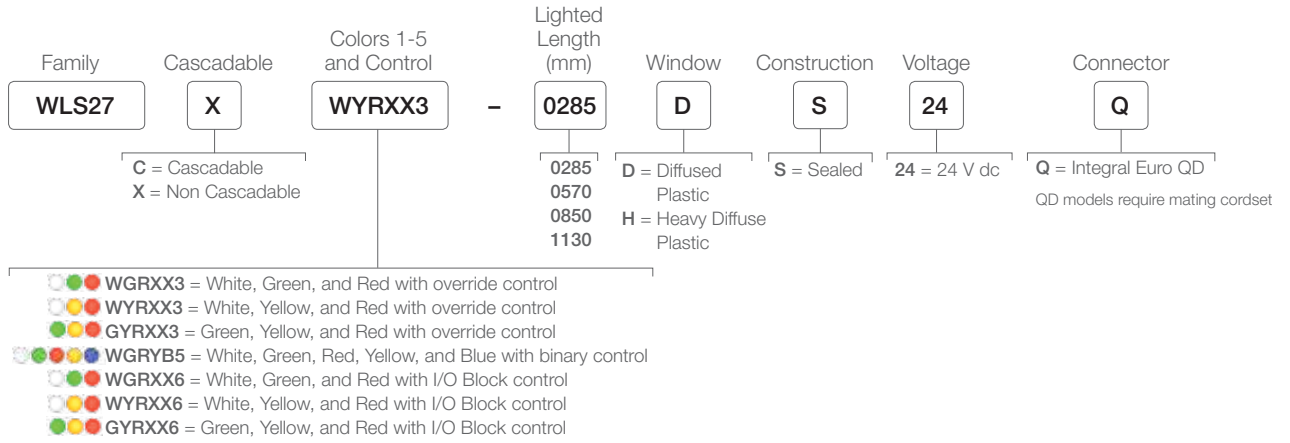 Family
Cascadable
Colors 1-5
and Control
Lighted
Length
(mm)
Window
Construction
Voltage
Connector
WLS27
X
WYRXX3
–
0285
D
S
24
Q
C = Cascadable
X = Non Cascadable
0285
0570
0850
1130
D = Diffused
Plastic
H = Heavy Diffuse
Plastic
S = Sealed
24 = 24 V dc
Q = Integral Euro QD
QD models require mating cordset
WGRXX3 = White, Green, and Red with override control
WYRXX3 = White, Yellow, and Red with override control
GYRXX3 = Green, Yellow, and Red with override control
WGRYB5 = White, Green, Red, Yellow, and Blue with binary control
WGRXX6 = White, Green, and Red with I/O Block control
WYRXX6 = White, Yellow, and Red with I/O Block control
GYRXX6 = Green, Yellow, and Red with I/O Block control